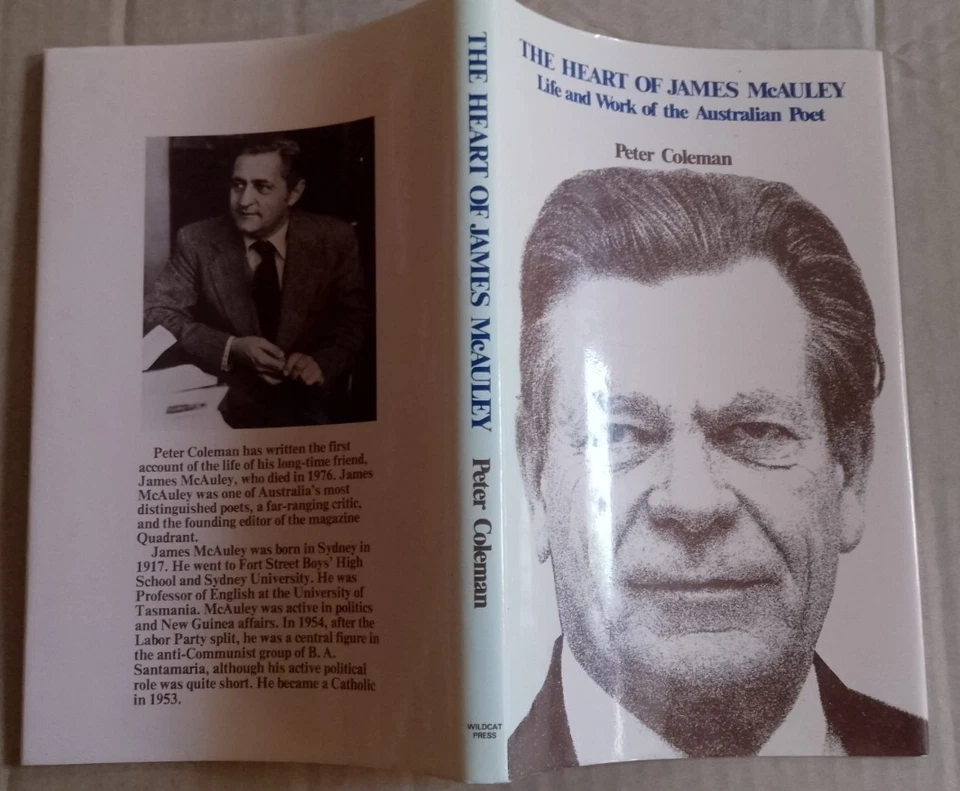 Peter Coleman has written the first
account of the life of his long-time friend,
James McAuley, who died in 1976. James
McAuley was one of Australia's most
distinguished poets, a far-ranging critic,
and the founding editor of the magazine
Quadrant.
James McAuley was born in Sydney in
1917. He went to Fort Street Boys' High
School and Sydney University. He was
Professor of English at the University of
Tasmania. McAuley was active in politics
and New Guinea affairs. In 1954, after the
Labor Party split, he was a central figure in
the anti-Communist group of B. A.
Santamaria, although his active political
role was quite short. He became a Catholic
in 1953.
THE HEART OF JAMES McAULEY Peter Coleman
WILDCAT
PRESS
THE HEART OF JAMES McAULEY
Life and Work of the Australian Poet
Peter Coleman